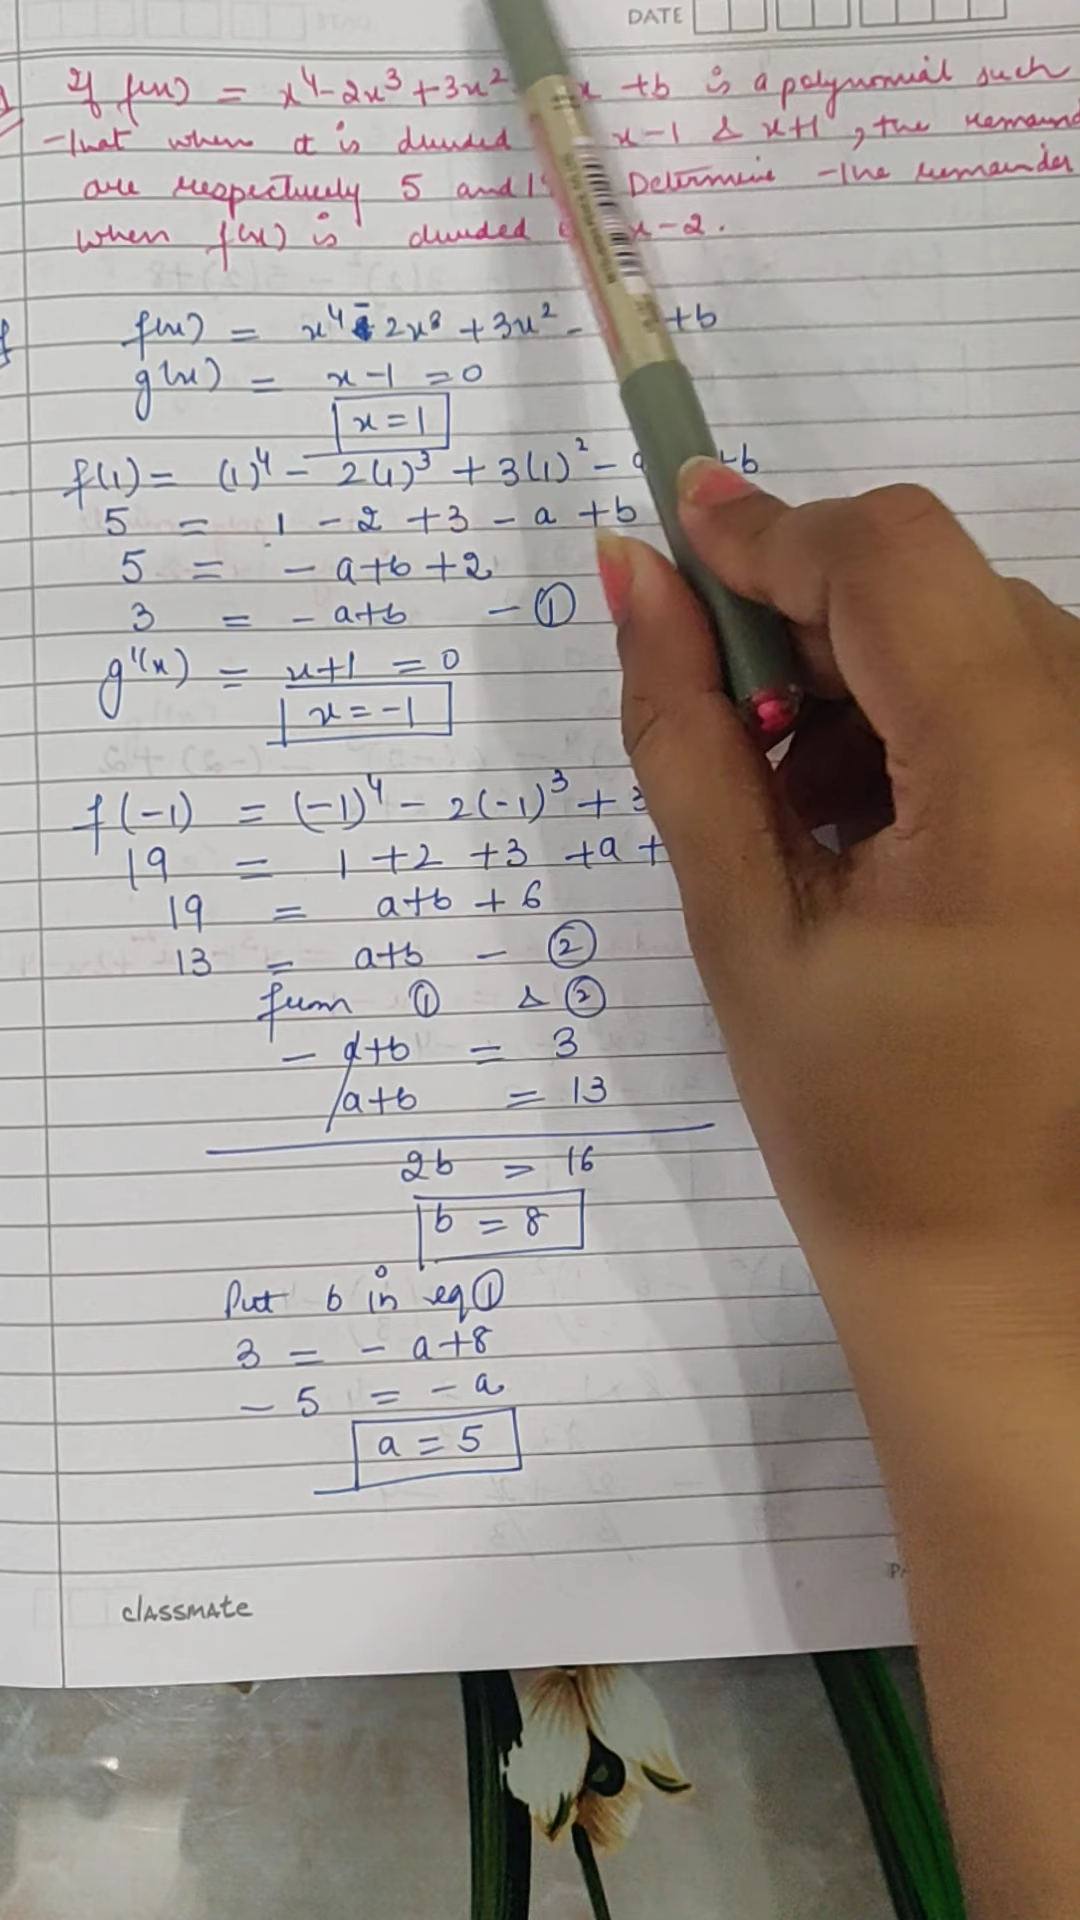 DATE
If f(x) = x⁴ - 2x³ + 3x² x + b is a polynomial such
that when it is divided x-1 & x+1, the remaind
are respectively 5 and 1 Determine the remainder
when f(x) is divided x-2.
f(x) = x⁴ - 2x³ + 3x² - + b
g(x) = x-1 = 0
x = 1
f(1) = (1)⁴ - 2(1)³ + 3(1)² - a +b
5 = 1 - 2 + 3 - a + b
5 = - a+b + 2
3 = - a+b - ①
g'(x) = x+1 = 0
x = -1
f(-1) = (-1)⁴ - 2(-1)³ + 3
19 = 1 + 2 + 3 + a +
19 = a+b + 6
13 = a+b - ②
from ① & ②
- a+b = 3
a+b = 13
2b = 16
b = 8
Put b in eq ①
3 = - a+8
- 5 = - a
a = 5
classmate